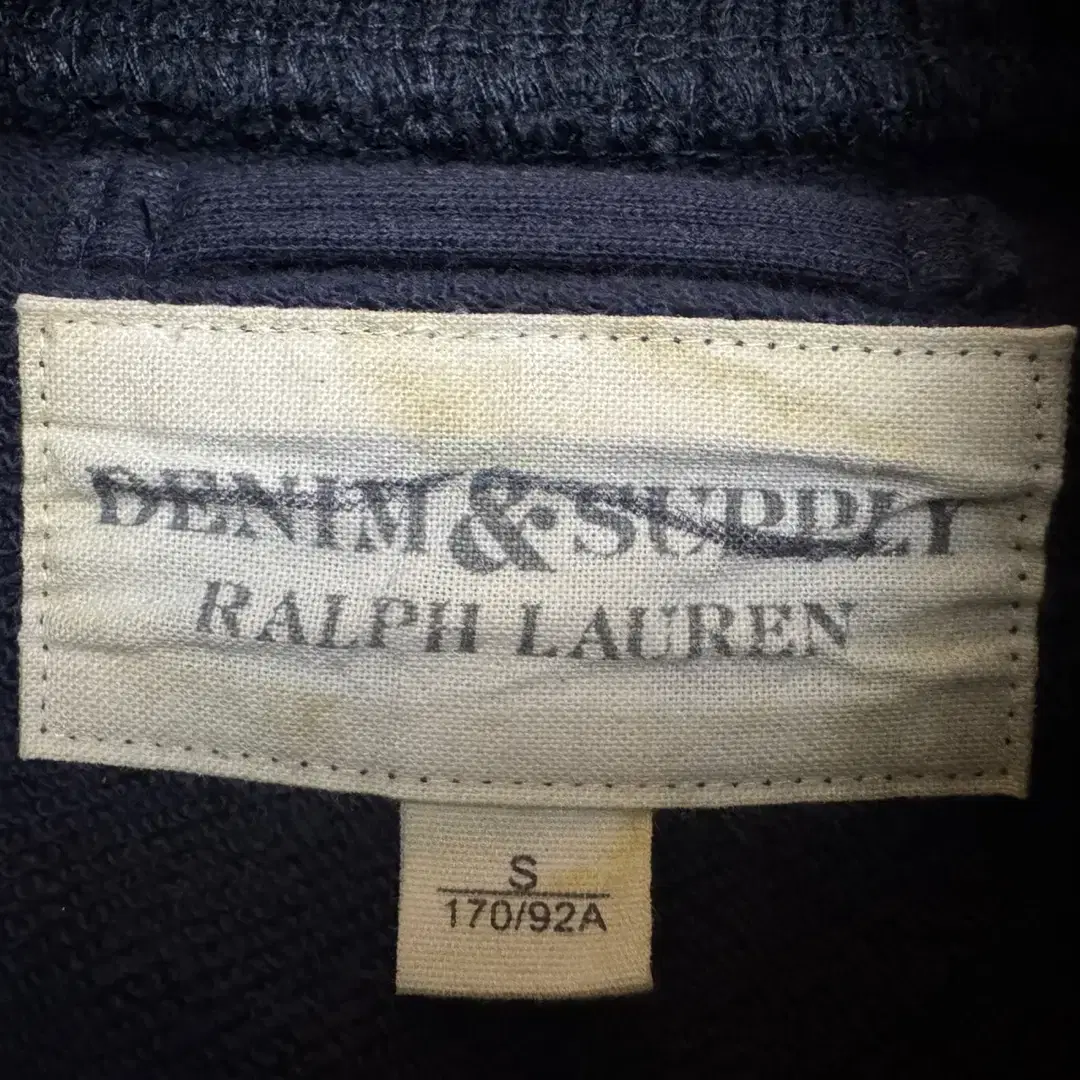 DENIM & SUPPLY
RALPH LAUREN
S
170/92A